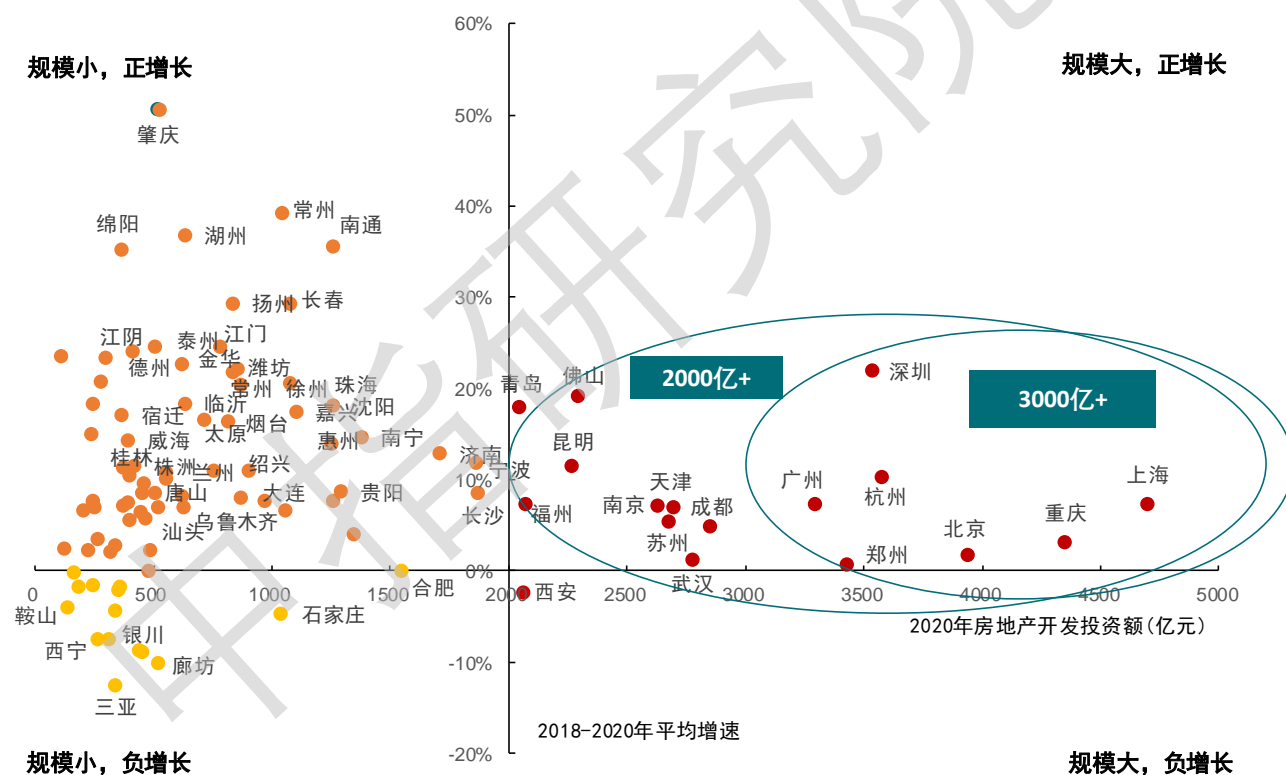 60%
规模小，正增长
规模大，正增长
50%
肇庆
40%
常州
绵阳
南通
湖州
30%
扬州
长春
江阴
泰州
江门
德州
金华
潍坊
2000亿+
深圳
3000亿+
常州
徐州
珠海
20%
青岛
佛山
宿迁
临沂
嘉兴
沈阳
太原
烟台
威海
惠州
南宁
昆明
桂林
株洲
兰州
绍兴
济南
10%
宁波
广州
杭州
上海
唐山
大连
贵阳
长沙
福州
南京
天津
成都
汕头
乌鲁木齐
苏州
重庆
北京
郑州
武汉
0%
0
500
1000
1500
合肥
2000
西安
2500
3000
3500
4000
4500
5000
鞍山
石家庄
2020年房地产开发投资额(亿元)
西宁
银川
廊坊
-10%
三亚
2018-2020年平均增速
-20%
规模小，负增长
规模大，负增长
中指研究院